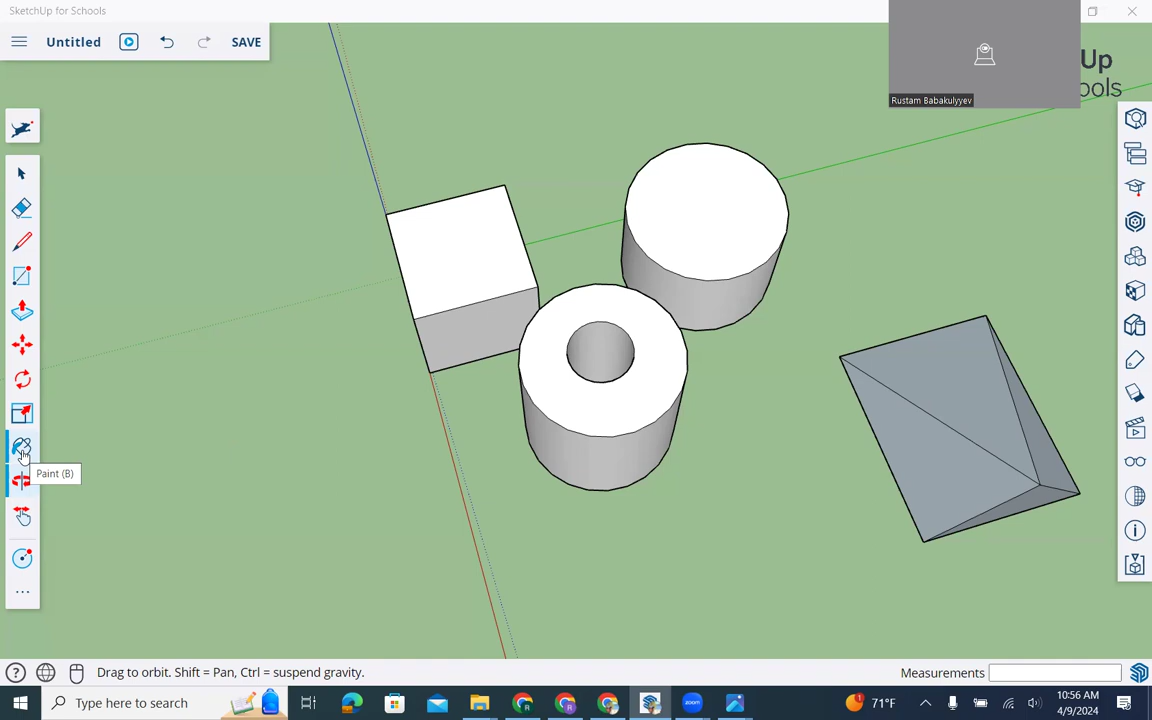 SketchUp for Schools
Untitled
SAVE
Rustam Babakulyyev
Up
ools
Paint (B)
Drag to orbit. Shift = Pan, Ctrl = suspend gravity.
Measurements
Type here to search
zoom
71°F
10:56 AM
4/9/2024